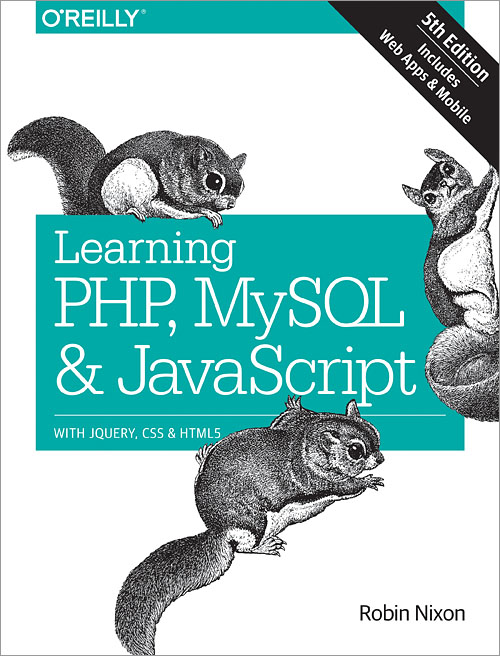 O'REILLY®
5th Edition
Includes
Web Apps & Mobile
Learning
PHP, MySQL
& JavaScript
WITH JQUERY, CSS & HTML5
Robin Nixon